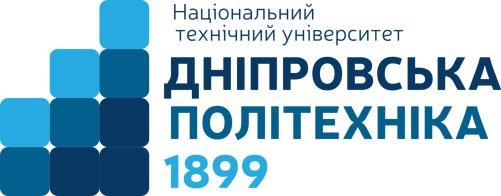 Національний
технічний університет
ДНІПРОВСЬКА
ПОЛІТЕХНІКА
1899